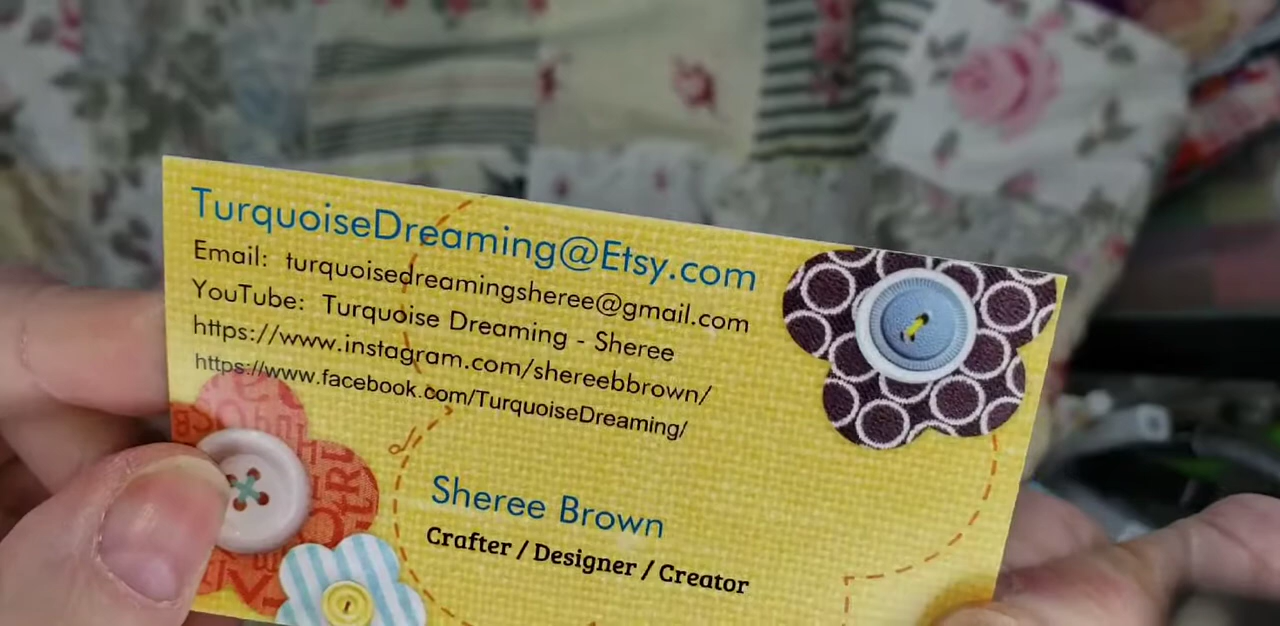 TurquoiseDreaming@Etsy.com
Email: turquoisedreamingsheree@gmail.com
YouTube: Turquoise Dreaming - Sheree
https://www.instagram.com/shereebbrown/
https://www.facebook.com/TurquoiseDreaming/
Sheree Brown
Crafter / Designer / Creator